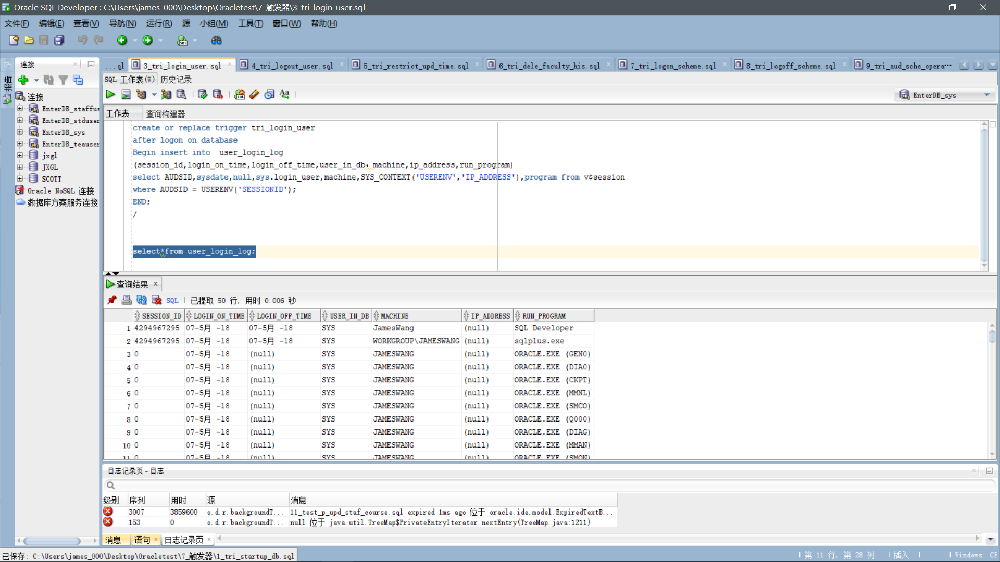 Oracle SQL Developer : C:\Users\james_000\Desktop\Oracletest\7_触发器\3_tri_login_user.sql
文件(F) 编辑(E) 查看(V) 导航(N) 运行(R) 源 小组(M) 工具(T) 窗口(W) 帮助(H)
连接
...ql 3_tri_login_user.sql 4_tri_logout_user.sql 5_tri_restrict_upd_time.sql 6_tri_dele_faculty_his.sql 7_tri_logon_scheme.sql 8_tri_logoff_scheme.sql 9_tri_aud_sche_opera...
报告
SQL 工作表(W) 历史记录
EnterDB_sys
连接
EnterDB_staffus
EnterDB_stduser
EnterDB_sys
EnterDB_teauser
jxgl
JXGL
SCOTT
Oracle NoSQL 连接
数据库方案服务连接
工作表 查询构建器
create or replace trigger tri_login_user
after logon on database
Begin insert into  user_login_log
(session_id,login_on_time,login_off_time,user_in_db，machine,ip_address,run_program)
select AUDSID,sysdate,null,sys.login_user,machine,SYS_CONTEXT('USERENV','IP_ADDRESS'),program from v$session
where AUDSID = USERENV('SESSIONID');
END;
/
select*from user_login_log;
查询结果
SQL 已提取 50 行, 用时 0.006 秒
SESSION_ID LOGIN_ON_TIME LOGIN_OFF_TIME USER_IN_DB MACHINE IP_ADDRESS RUN_PROGRAM
1 4294967295 07-5月 -18 07-5月 -18 SYS JamesWang (null) SQL Developer
2 4294967295 07-5月 -18 07-5月 -18 SYS WORKGROUP\JAMESWANG (null) sqlplus.exe
3 0 07-5月 -18 (null) SYS JAMESWANG (null) ORACLE.EXE (GEN0)
4 0 07-5月 -18 (null) SYS JAMESWANG (null) ORACLE.EXE (DIA0)
5 0 07-5月 -18 (null) SYS JAMESWANG (null) ORACLE.EXE (CKPT)
6 0 07-5月 -18 (null) SYS JAMESWANG (null) ORACLE.EXE (MMNL)
7 0 07-5月 -18 (null) SYS JAMESWANG (null) ORACLE.EXE (SMCO)
8 0 07-5月 -18 (null) SYS JAMESWANG (null) ORACLE.EXE (Q000)
9 0 07-5月 -18 (null) SYS JAMESWANG (null) ORACLE.EXE (DIAG)
10 0 07-5月 -18 (null) SYS JAMESWANG (null) ORACLE.EXE (MMAN)
11 0 07-5月 -18 (null) SYS JAMESWANG (null) ORACLE.EXE (SMON)
日志记录页 - 日志
级别 序列 用时 源 消息
3007 3859600 o.d.r.backgroundT... 11_test_p_upd_staf_course.sql expired 1ms ago 位于 oracle.ide.model.ExpiredTextB...
153 0 o.d.r.backgroundT... null 位于 java.util.TreeMap$PrivateEntryIterator.nextEntry(TreeMap.java:1211)
消息 语句 日志记录页
已保存: C:\Users\james_000\Desktop\Oracletest\7_触发器\1_tri_startup_db.sql
第 11 行, 第 28 列 插入 Windows: CF